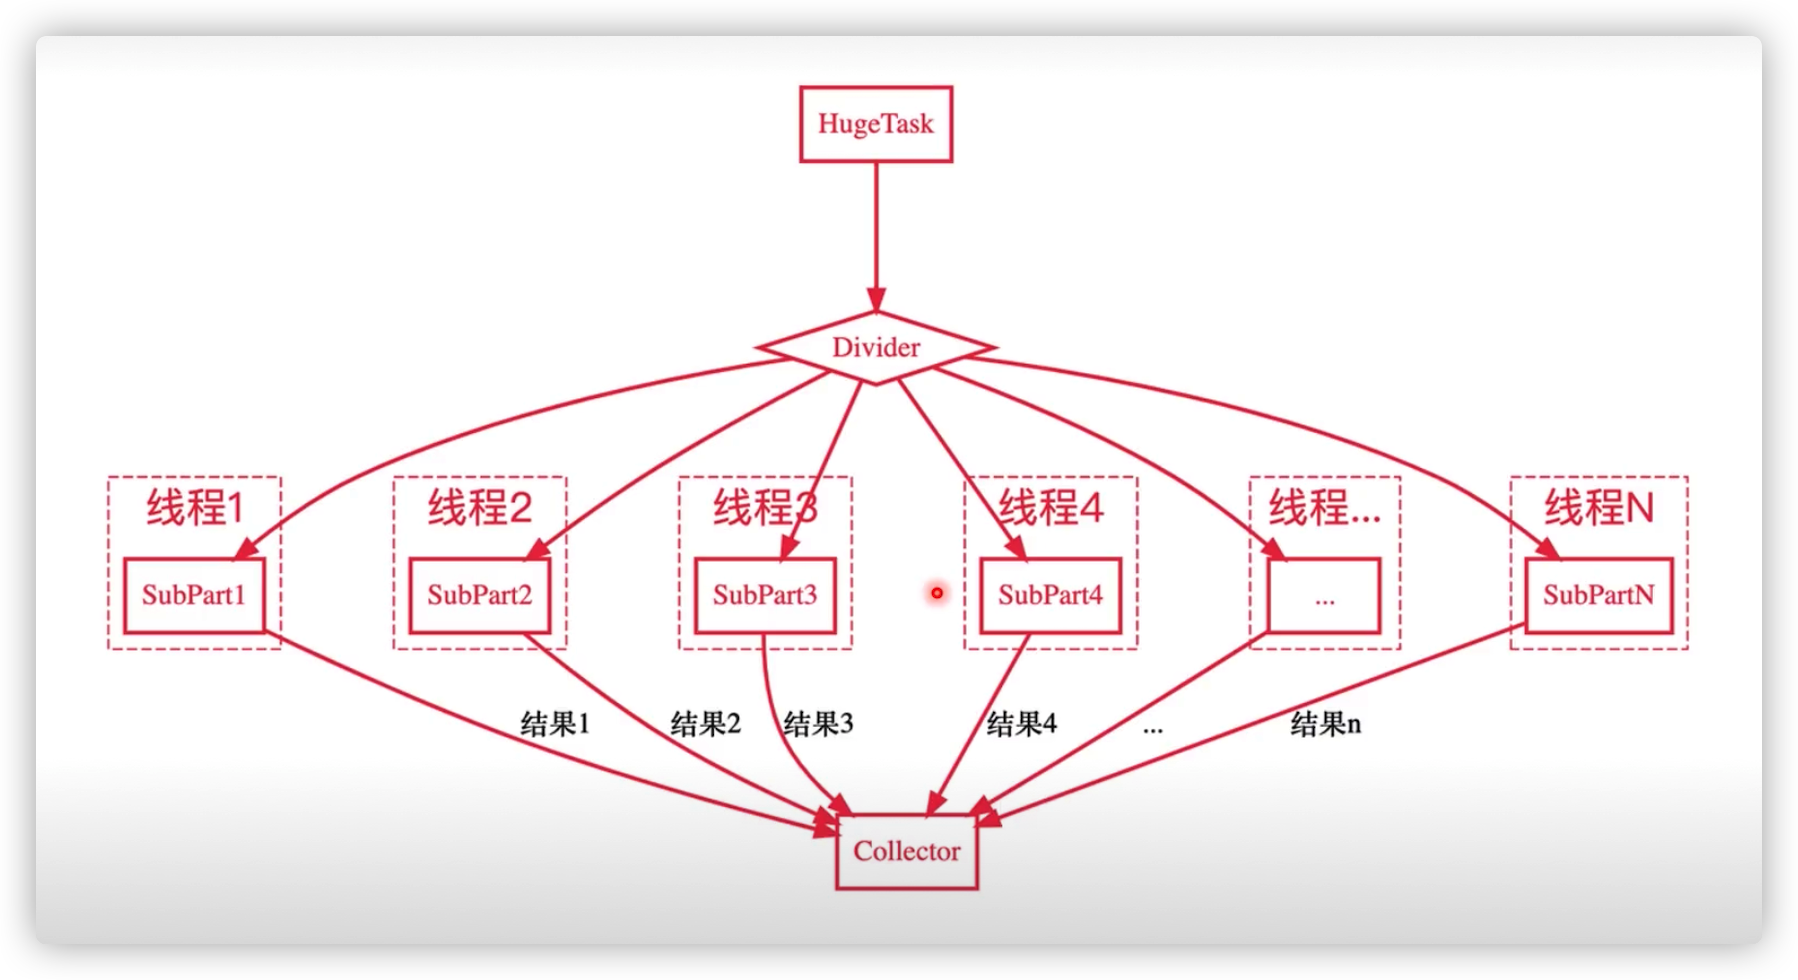 HugeTask
Divider
线程1
线程2
线程3
线程4
线程...
线程N
SubPart1
SubPart2
SubPart3
SubPart4
...
SubPartN
结果1
结果2
结果3
结果4
...
结果n
Collector